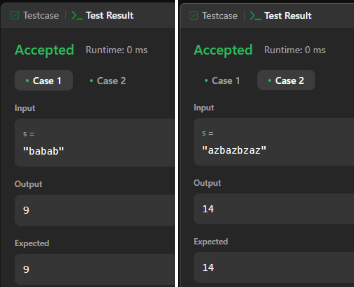 Testcase | >_ Test Result
Accepted Runtime: 0 ms
• Case 1 • Case 2
Input
s =
"babab"
Output
9
Expected
9
Testcase | >_ Test Result
Accepted Runtime: 0 ms
• Case 1 • Case 2
Input
s =
"azbazbzaz"
Output
14
Expected
14